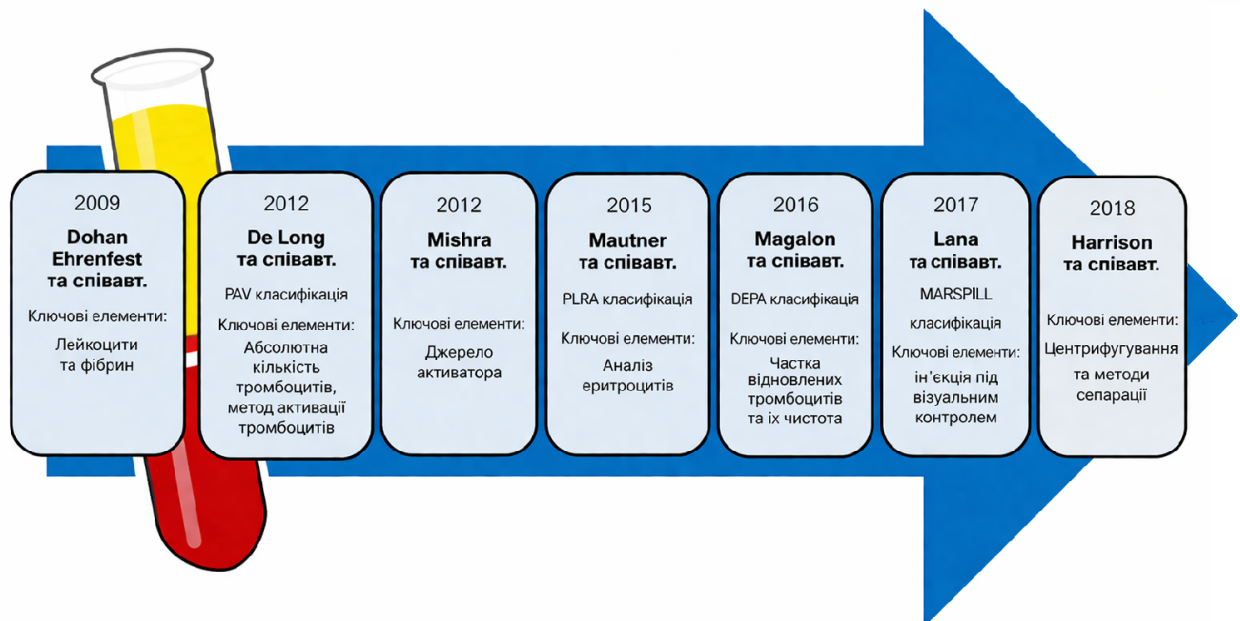 2009
Dohan
Ehrenfest
та співавт.
Ключові елементи:
Лейкоцити
та фібрин
2012
De Long
та співавт.
PAV класифікація
Ключові елементи:
Абсолютна
кількість
тромбоцитів,
метод активації
тромбоцитів
2012
Mishra
та співавт.
Ключові елементи:
Джерело
активатора
2015
Mautner
та співавт.
PLRA класифікація
Ключові елементи:
Аналіз
еритроцитів
2016
Magalon
та співавт.
DEPA класифікація
Ключові елементи:
Частка
відновлених
тромбоцитів
та їх чистота
2017
Lana
та співавт.
MARSPILL
класифікація
Ключові елементи:
ін’єкція під
візуальним
контролем
2018
Harrison
та співавт.
Ключові елементи:
Центрифугування
та методи
сепарації